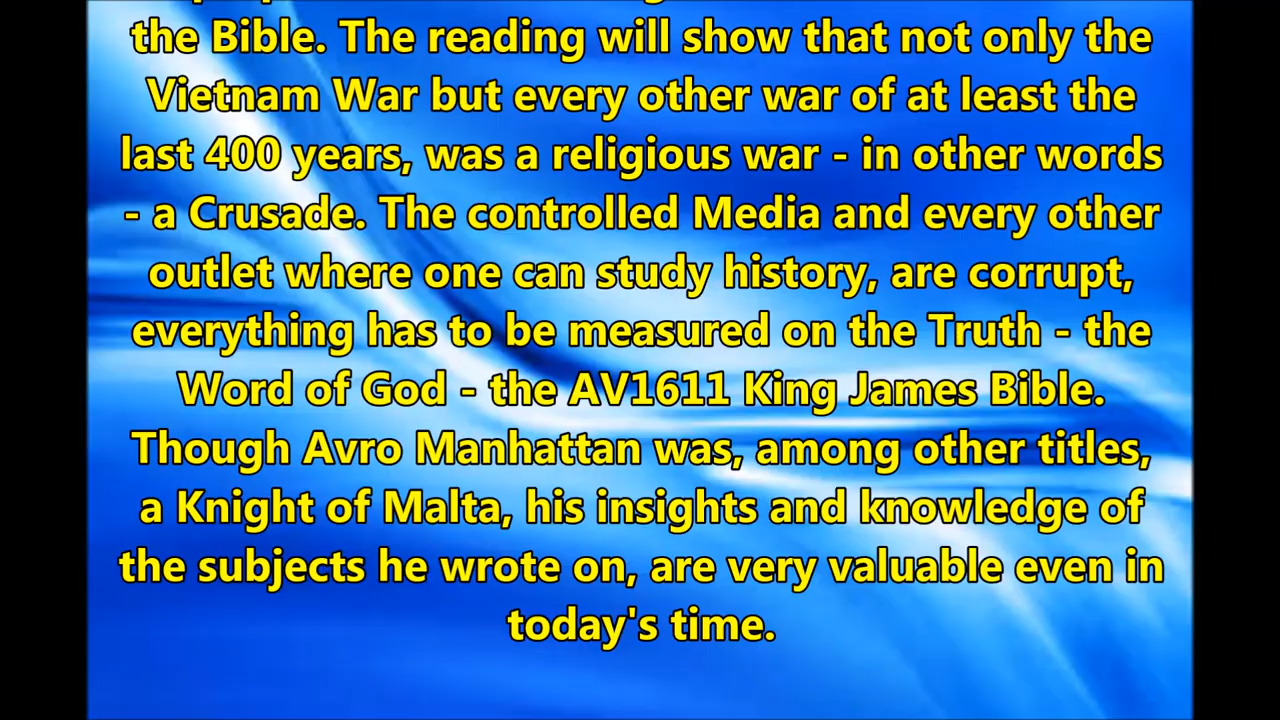 the Bible. The reading will show that not only the
Vietnam War but every other war of at least the
last 400 years, was a religious war - in other words
- a Crusade. The controlled Media and every other
outlet where one can study history, are corrupt,
everything has to be measured on the Truth - the
Word of God - the AV1611 King James Bible.
Though Avro Manhattan was, among other titles,
a Knight of Malta, his insights and knowledge of
the subjects he wrote on, are very valuable even in
today's time.